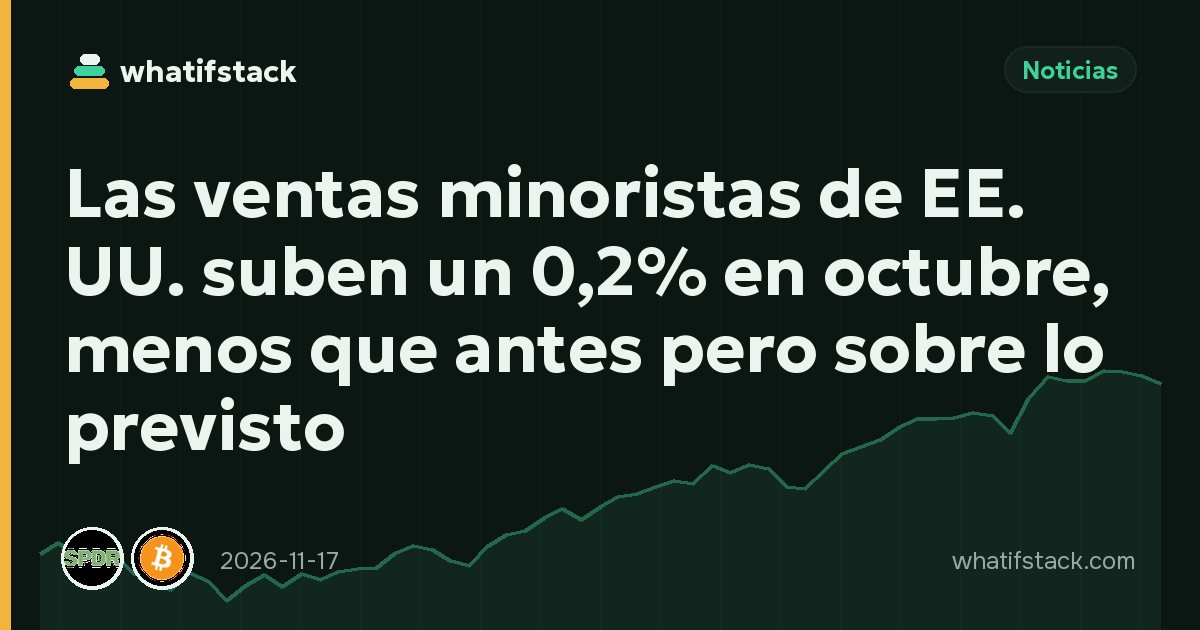 whatifstack
Noticias
Las ventas minoristas de EE.
UU. suben un 0,2% en octubre,
menos que antes pero sobre lo
previsto
SPDR
2026-11-17
whatifstack.com